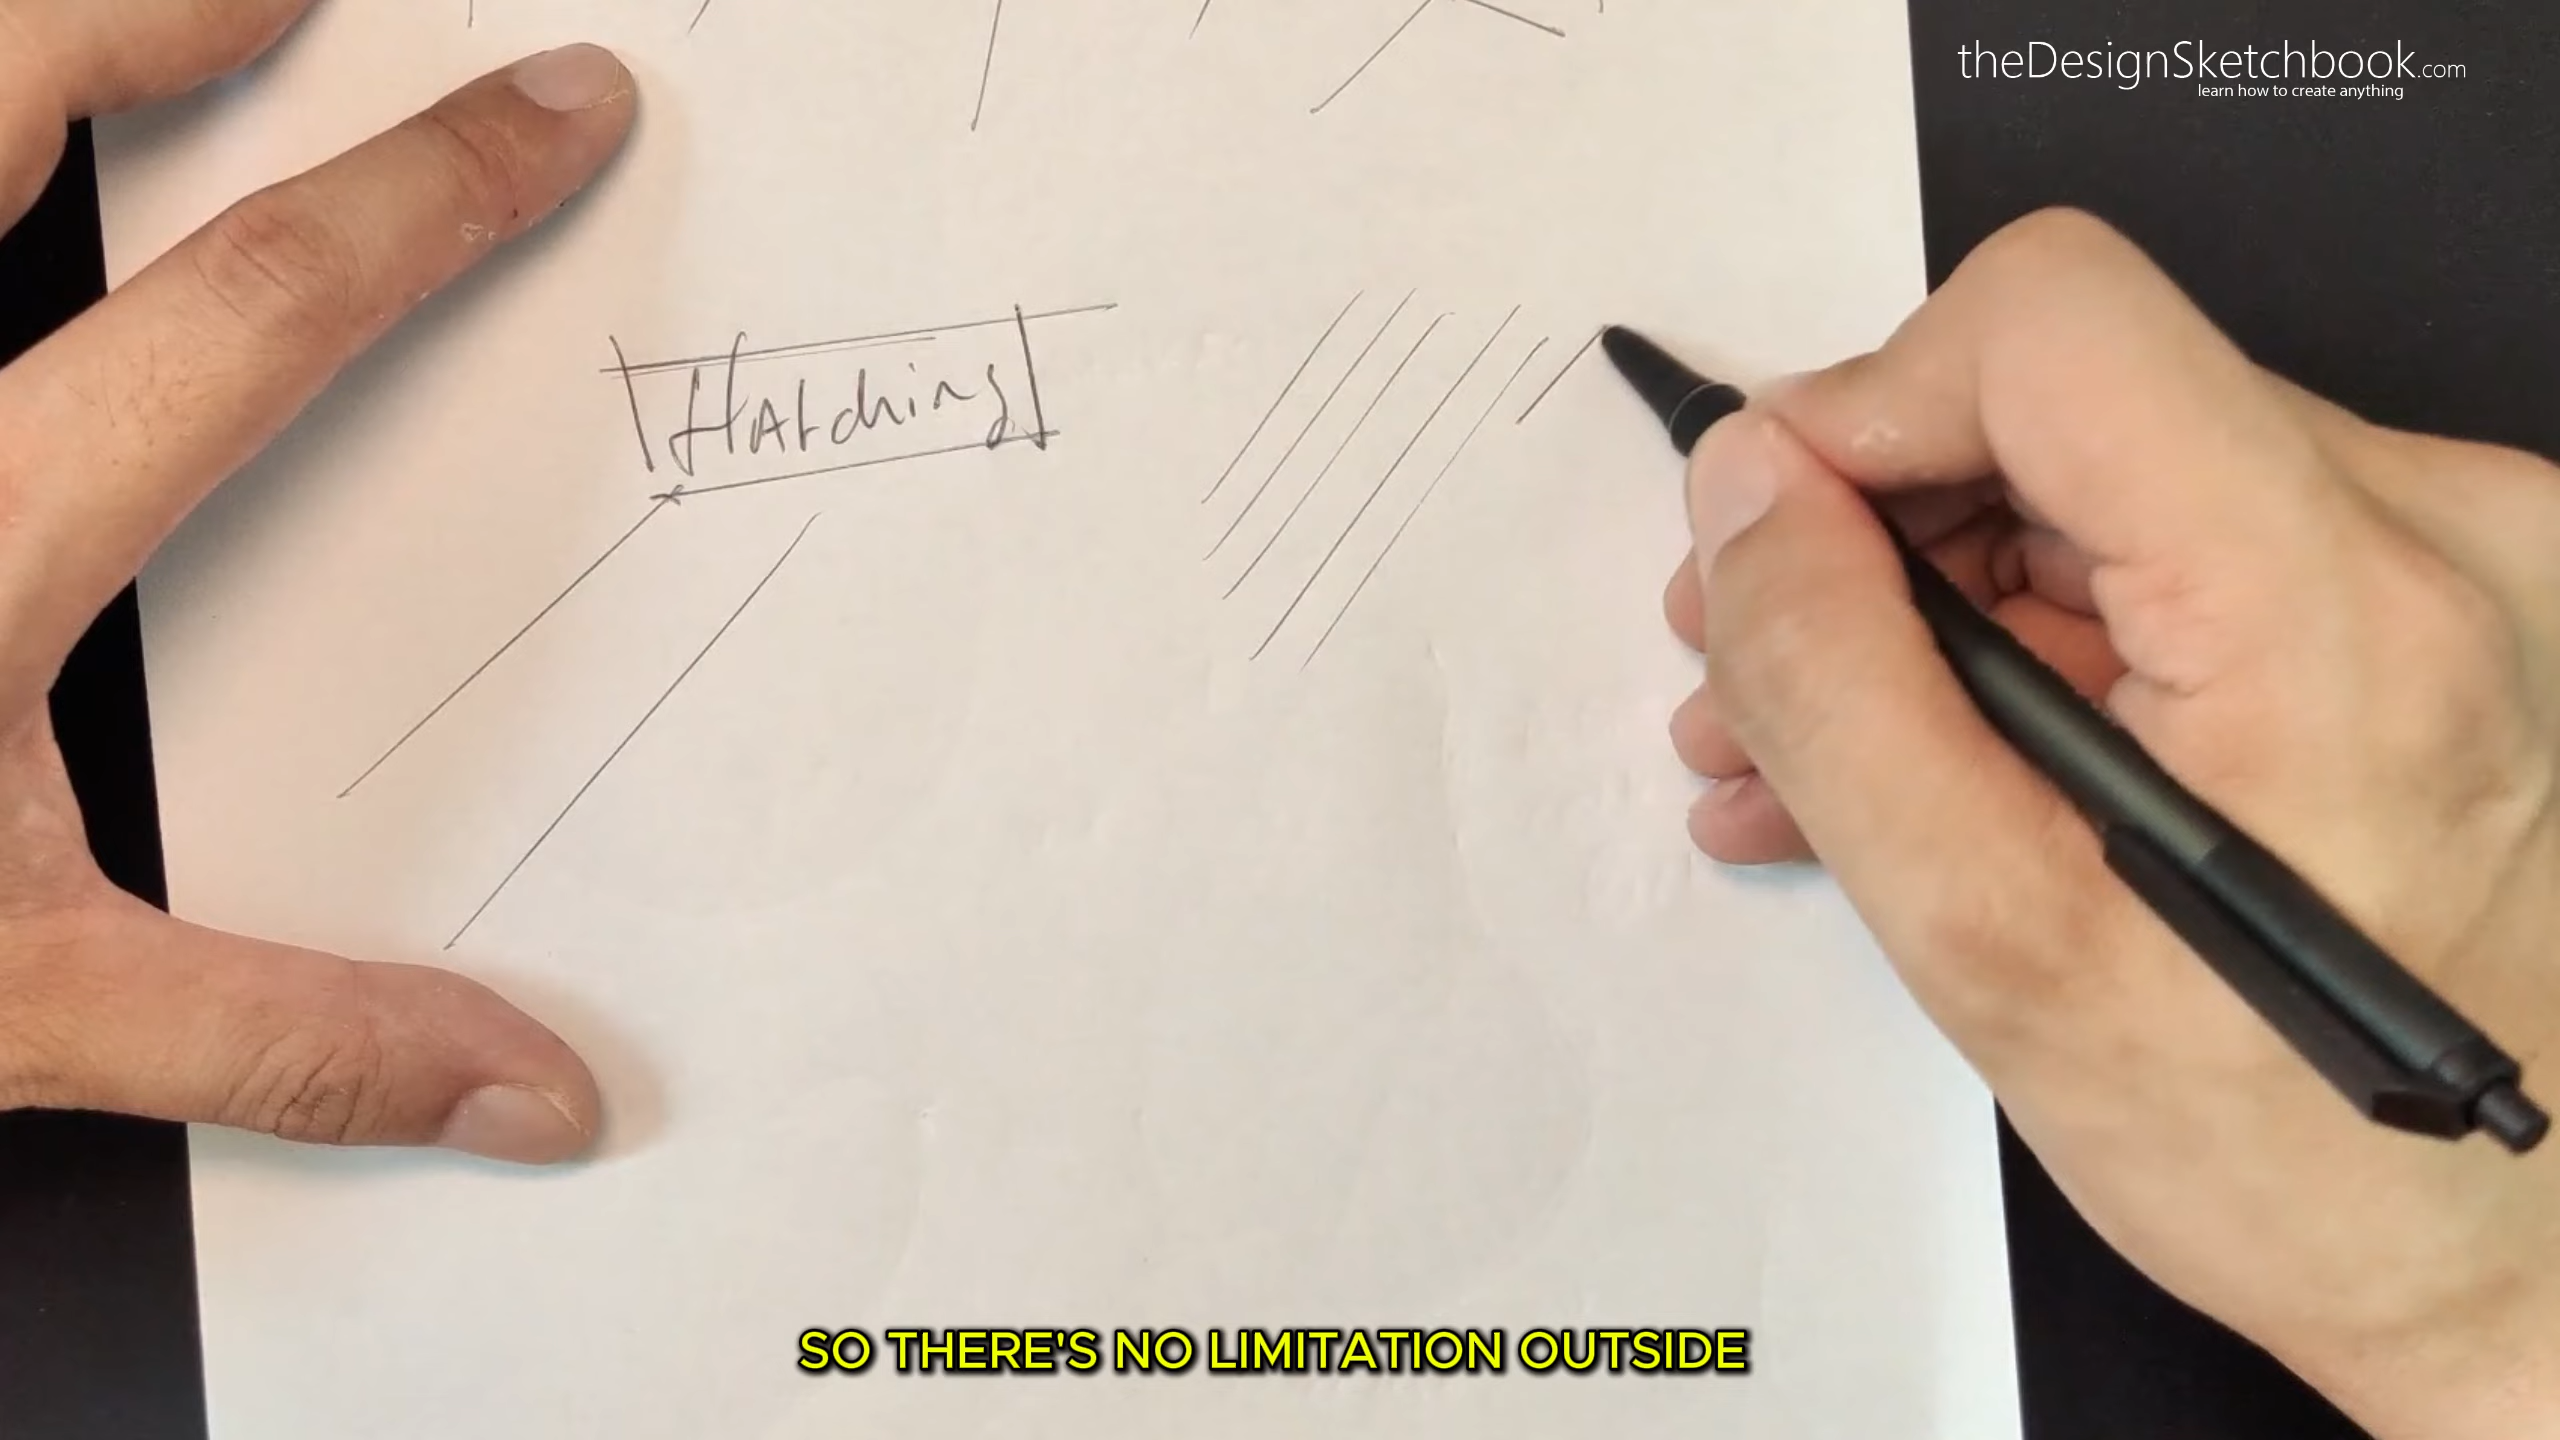 theDesignSketchbook.com
learn how to create anything
Hatching
SO THERE'S NO LIMITATION OUTSIDE